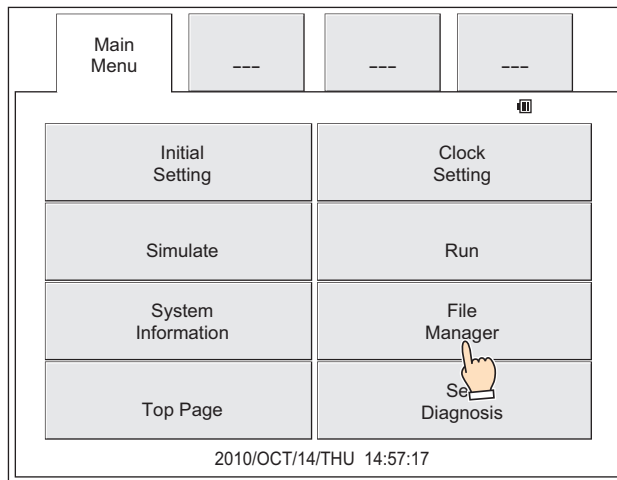 Main
Menu
---
---
---
Initial
Setting
Clock
Setting
Simulate
Run
System
Information
File
Manager
Top Page
Se
Diagnosis
2010/OCT/14/THU 14:57:17